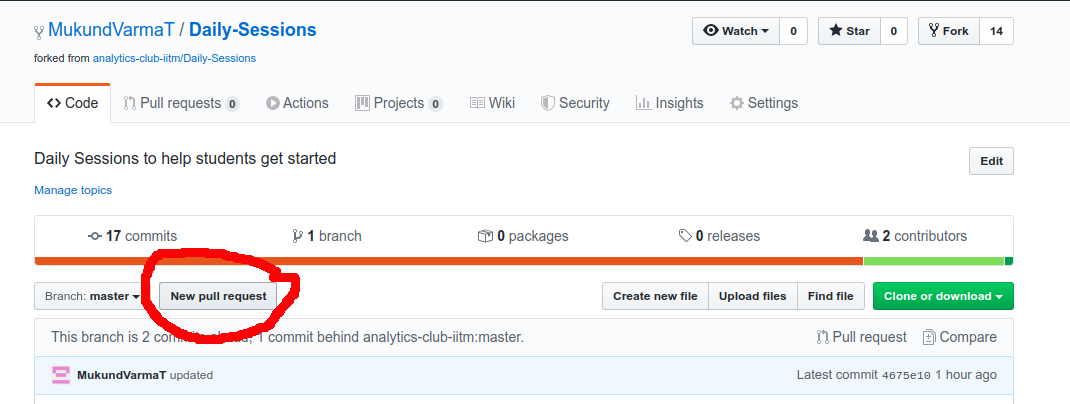 MukundVarmaT / Daily-Sessions
Watch 0 Star 0 Fork 14
forked from analytics-club-iitm/Daily-Sessions
Code Pull requests 0 Actions Projects 0 Wiki Security Insights Settings
Daily Sessions to help students get started
Edit
Manage topics
17 commits 1 branch 0 packages 0 releases 2 contributors
Branch: master New pull request Create new file Upload files Find file Clone or download
This branch is 2 commits ahead, 1 commit behind analytics-club-iitm:master. Pull request Compare
MukundVarmaT updated Latest commit 4675e10 1 hour ago